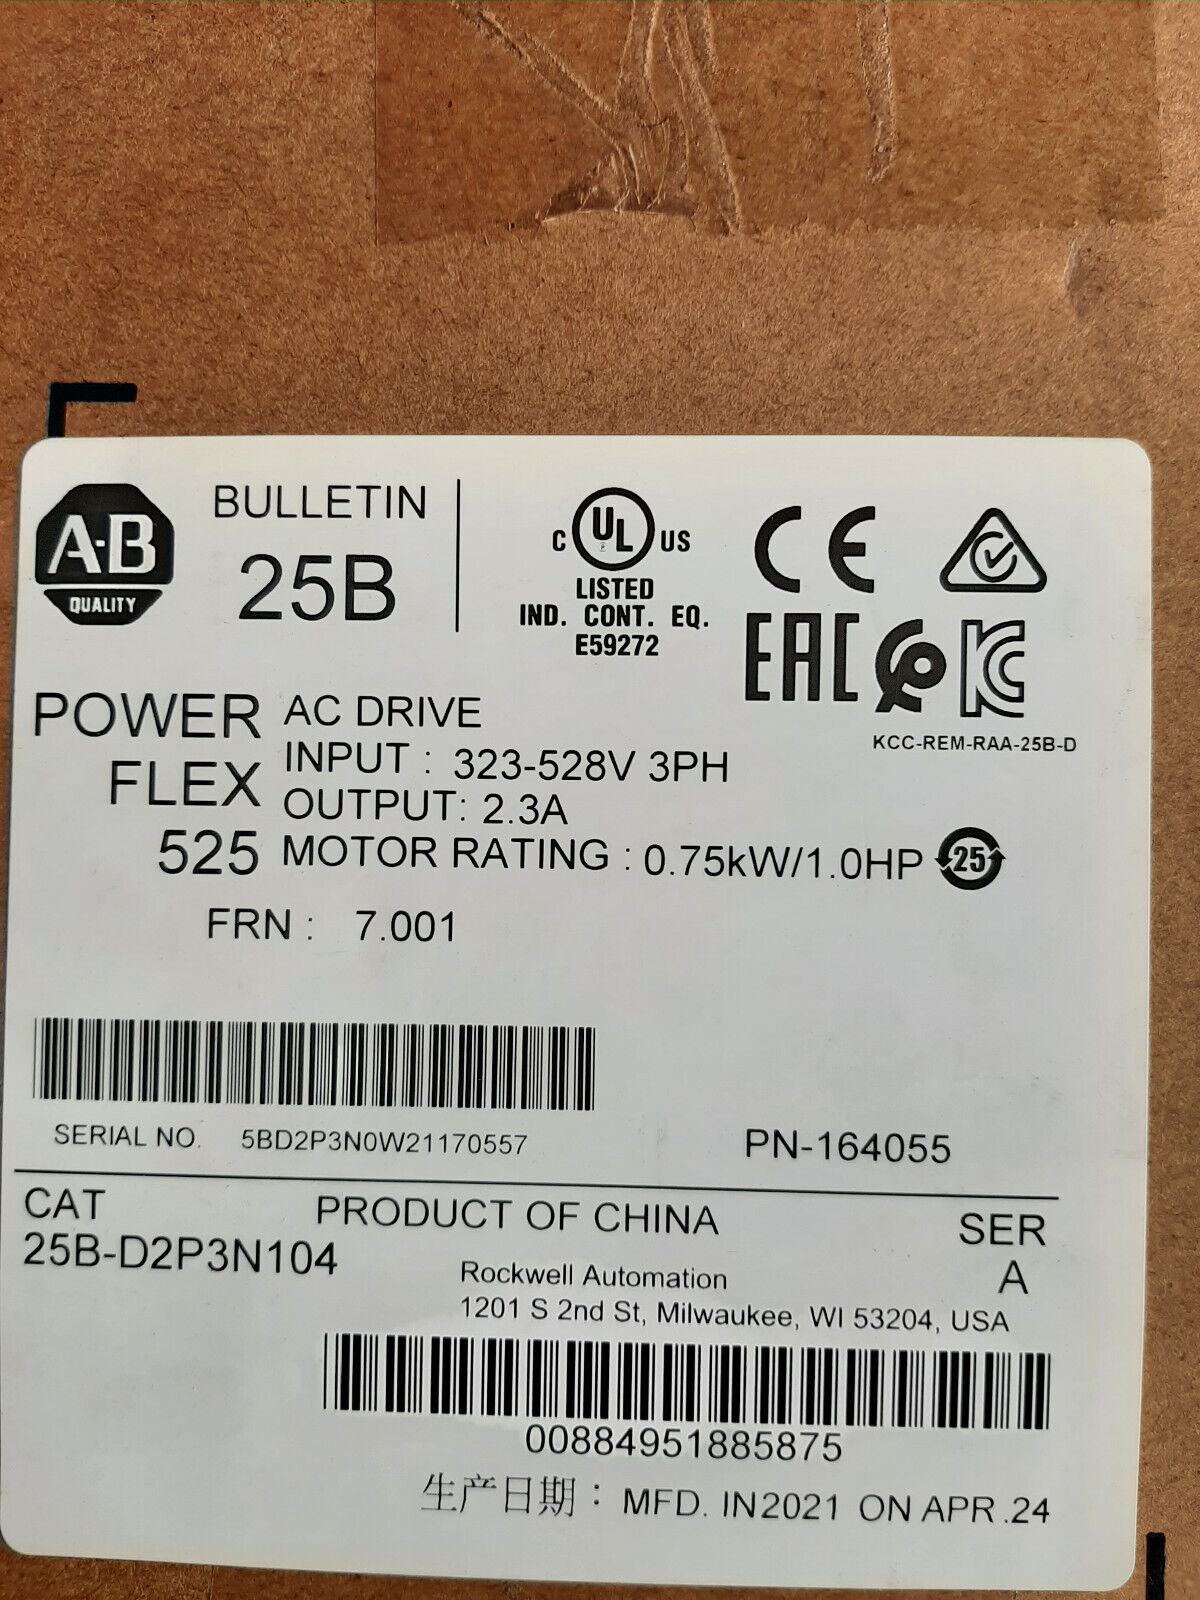 A-B
QUALITY
BULLETIN
25B
C UL US
LISTED
IND. CONT. EQ.
E59272
CE
EAC
KC
KCC-REM-RAA-25B-D
POWER
FLEX
525
AC DRIVE
INPUT : 323-528V 3PH
OUTPUT: 2.3A
MOTOR RATING : 0.75kW/1.0HP
25
FRN : 7.001
SERIAL NO. 5BD2P3N0W21170557
PN-164055
CAT
25B-D2P3N104
PRODUCT OF CHINA
SER
A
Rockwell Automation
1201 S 2nd St, Milwaukee, WI 53204, USA
00884951885875
生产日期： MFD. IN2021 ON APR.24